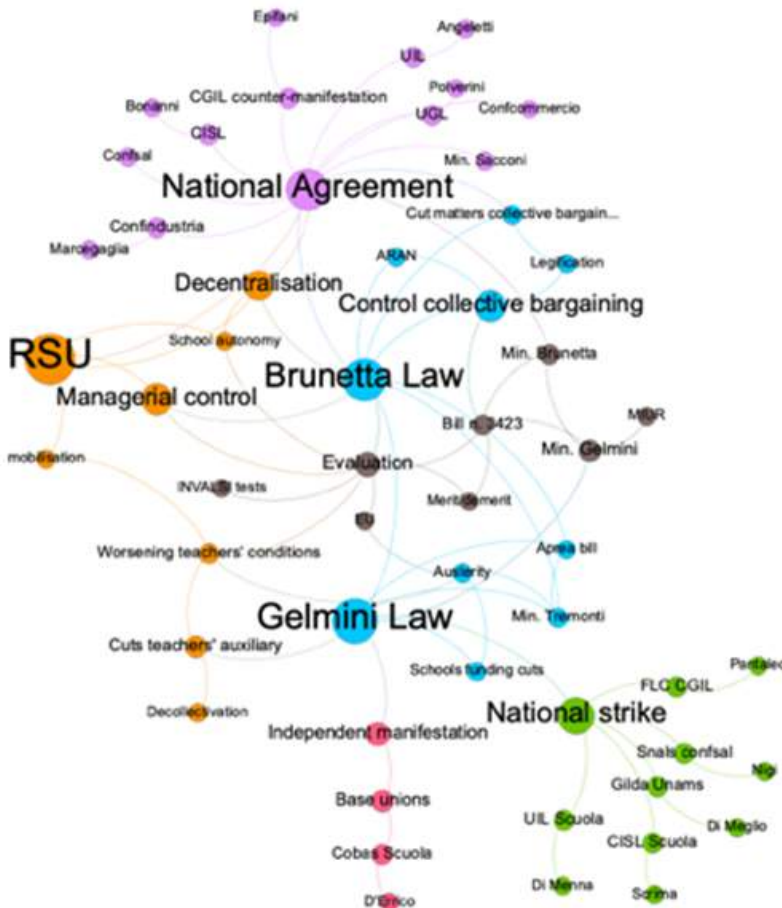 Epifani
Angeletti
UIL
Polverini
CGIL counter-manifestation
Bonanni
UGL
Confcommercio
CISL
Confsal
Min. Sacconi
National Agreement
Cut matters collective bargain...
Confindustria
Marcegaglia
ARAN
Legification
Decentralisation
Control collective bargaining
School autonomy
RSU
Min. Brunetta
Brunetta Law
Managerial control
MIUR
Bill n. 3423
Min. Gelmini
mobilisation
Evaluation
INVALSI tests
Merit/demerit
EU
Worsening teachers' conditions
Aprea bill
Austerity
Gelmini Law
Min. Tremonti
Cuts teachers' auxiliary
Schools funding cuts
Pantaleo
FLC CGIL
Decollectivation
National strike
Independent manifestation
Snals confsal
Nigi
Gilda Unams
Base unions
UIL Scuola
Di Meglio
CISL Scuola
Cobas Scuola
Di Menna
Scrima
D'Errico